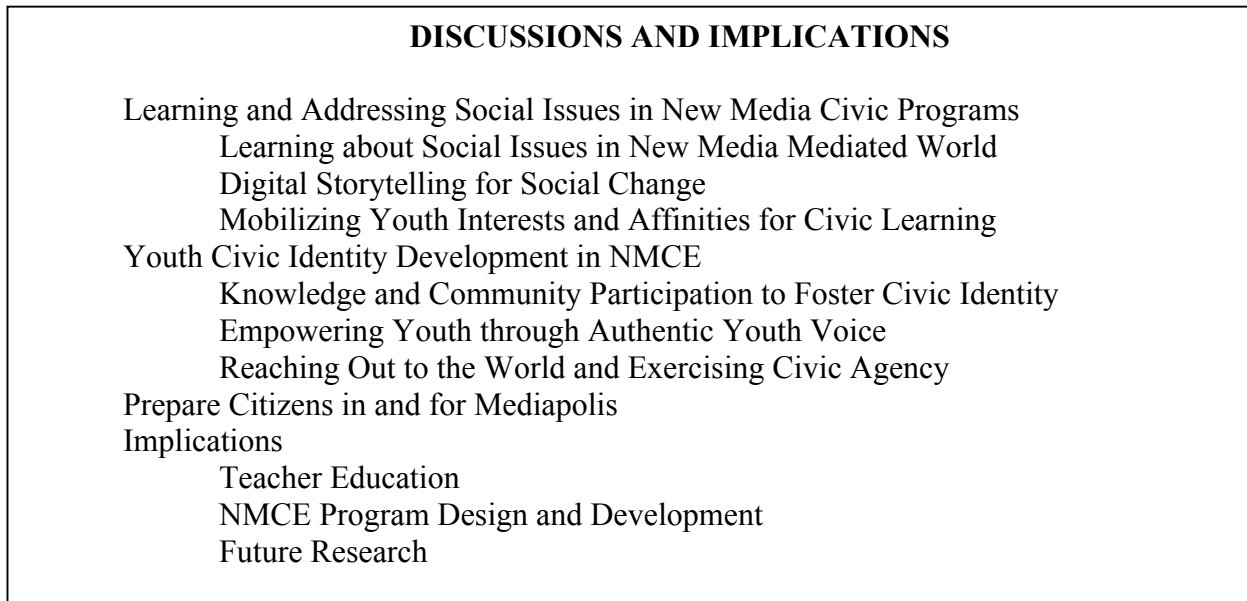 DISCUSSIONS AND IMPLICATIONS
Learning and Addressing Social Issues in New Media Civic Programs
Learning about Social Issues in New Media Mediated World
Digital Storytelling for Social Change
Mobilizing Youth Interests and Affinities for Civic Learning
Youth Civic Identity Development in NMCE
Knowledge and Community Participation to Foster Civic Identity
Empowering Youth through Authentic Youth Voice
Reaching Out to the World and Exercising Civic Agency
Prepare Citizens in and for Mediapolis
Implications
Teacher Education
NMCE Program Design and Development
Future Research